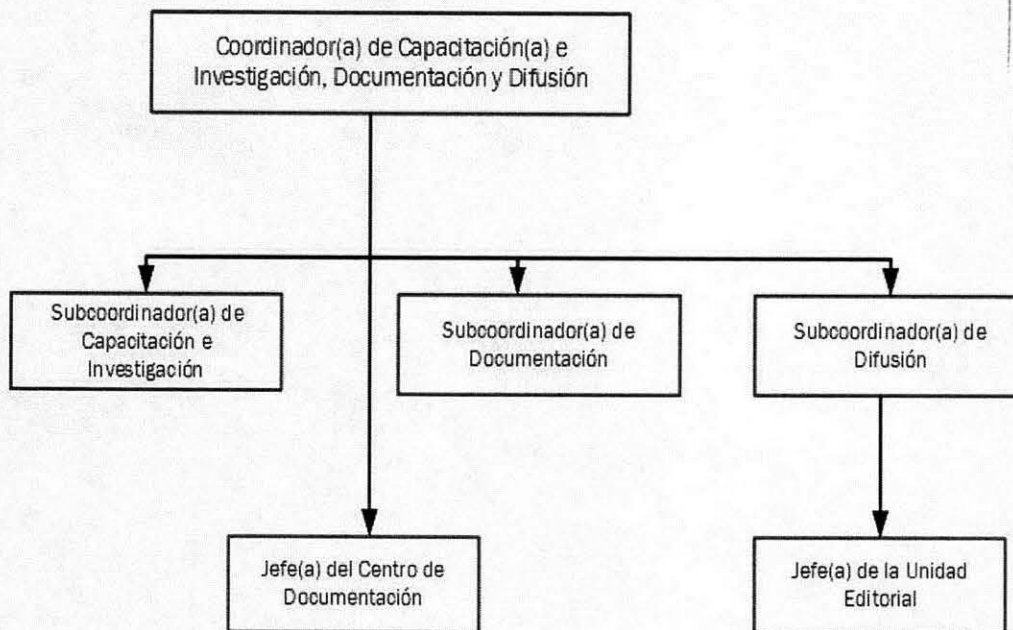 Coordinador(a) de Capacitación(a) e
Investigación, Documentación y Difusión
Subcoordinador(a) de
Capacitación e
Investigación
Subcoordinador(a) de
Documentación
Subcoordinador(a) de
Difusión
Jefe(a) del Centro de
Documentación
Jefe(a) de la Unidad
Editorial